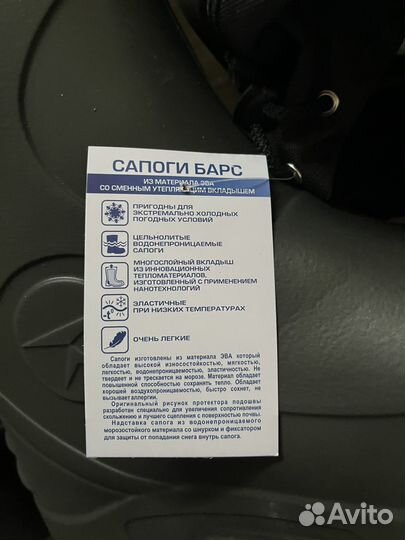 САПОГИ БАРС
ИЗ МАТЕРИАЛА ЭВА
СО СМЕННЫМ УТЕПЛЯЮЩИМ ВКЛАДЫШЕМ
ПРИГОДНЫ ДЛЯ
ЭКСТРЕМАЛЬНО ХОЛОДНЫХ
ПОГОДНЫХ УСЛОВИЙ
ЦЕЛЬНОЛИТЫЕ
ВОДОНЕПРОНИЦАЕМЫЕ
САПОГИ
МНОГОСЛОЙНЫЙ ВКЛАДЫШ
ИЗ ИННОВАЦИОННЫХ
ТЕПЛОМАТЕРИАЛОВ,
ИЗГОТОВЛЕННЫЙ С ПРИМЕНЕНИЕМ
НАНОТЕХНОЛОГИЙ
ЭЛАСТИЧНЫЕ
ПРИ НИЗКИХ ТЕМПЕРАТУРАХ
ОЧЕНЬ ЛЕГКИЕ
Сапоги изготовлены из материала ЭВА который
обладает высокой износостойкостью, мягкостью,
легкостью, водонепроницаемостью, эластичностью. Не
твердеет и не трескается на морозе. Материал обладает
повышенной способностью сохранять тепло. Обладает
хорошей воздухопроницаемостью, быстро сохнет, не
вызывает аллергии.
Оригинальный рисунок протектора подошвы
разработан специально для увеличения сопротивления
скольжению и лучшего сцепления с поверхностью почвы.
Надставка сапога из водонепроницаемого
морозостойкого материала со шнурком и фиксатором
для защиты от попадания снега внутрь сапога.
Avito